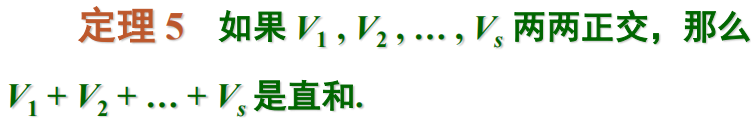 定理 5 如果 V₁ , V₂ , … , Vₛ 两两正交，那么
V₁ + V₂ + … + Vₛ 是直和.